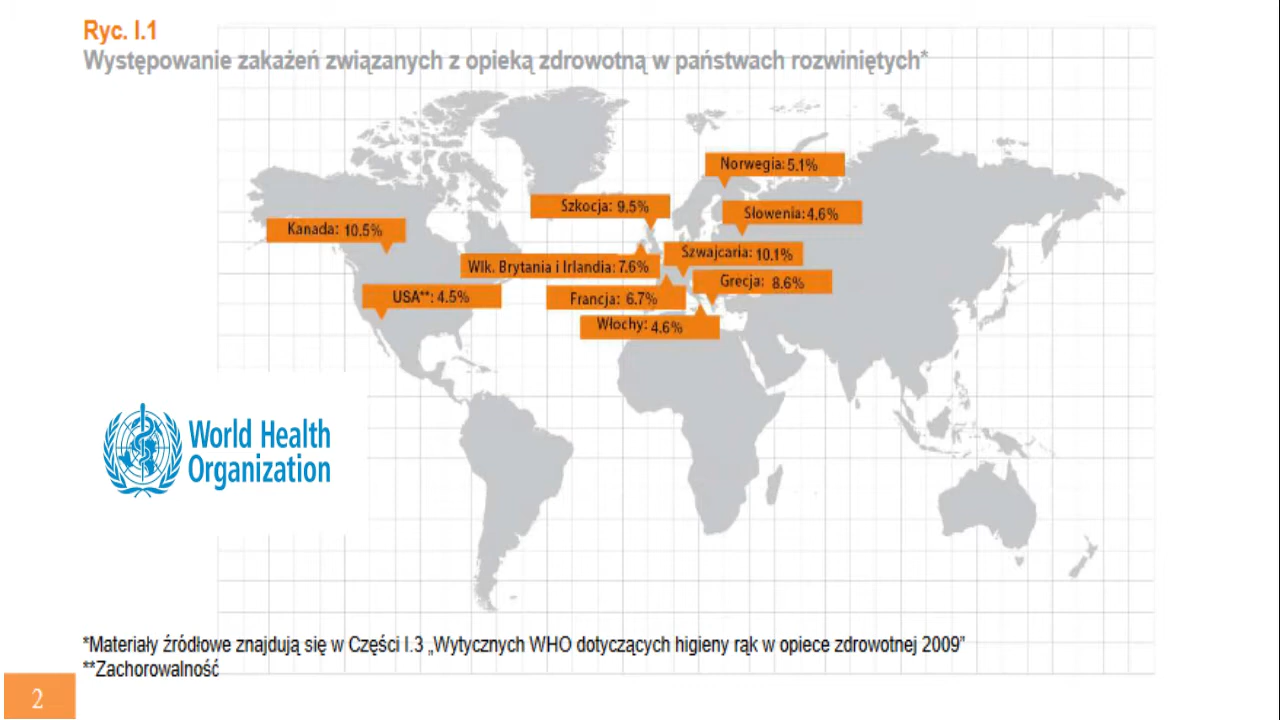 Ryc. I.1
Występowanie zakażeń związanych z opieką zdrowotną w państwach rozwiniętych*
Norwegia: 5.1%
Szkocja: 9,5%
Słowenia: 4,6%
Kanada: 10.5%
Szwajcaria: 10.1%
Wlk. Brytania i Irlandia: 7.6%
Grecja: 8.6%
USA**: 4.5%
Francja: 6.7%
Włochy: 4.6%
World Health
Organization
*Materiały źródłowe znajdują się w Części I.3 „Wytycznych WHO dotyczących higieny rąk w opiece zdrowotnej 2009”
**Zachorowalność
2